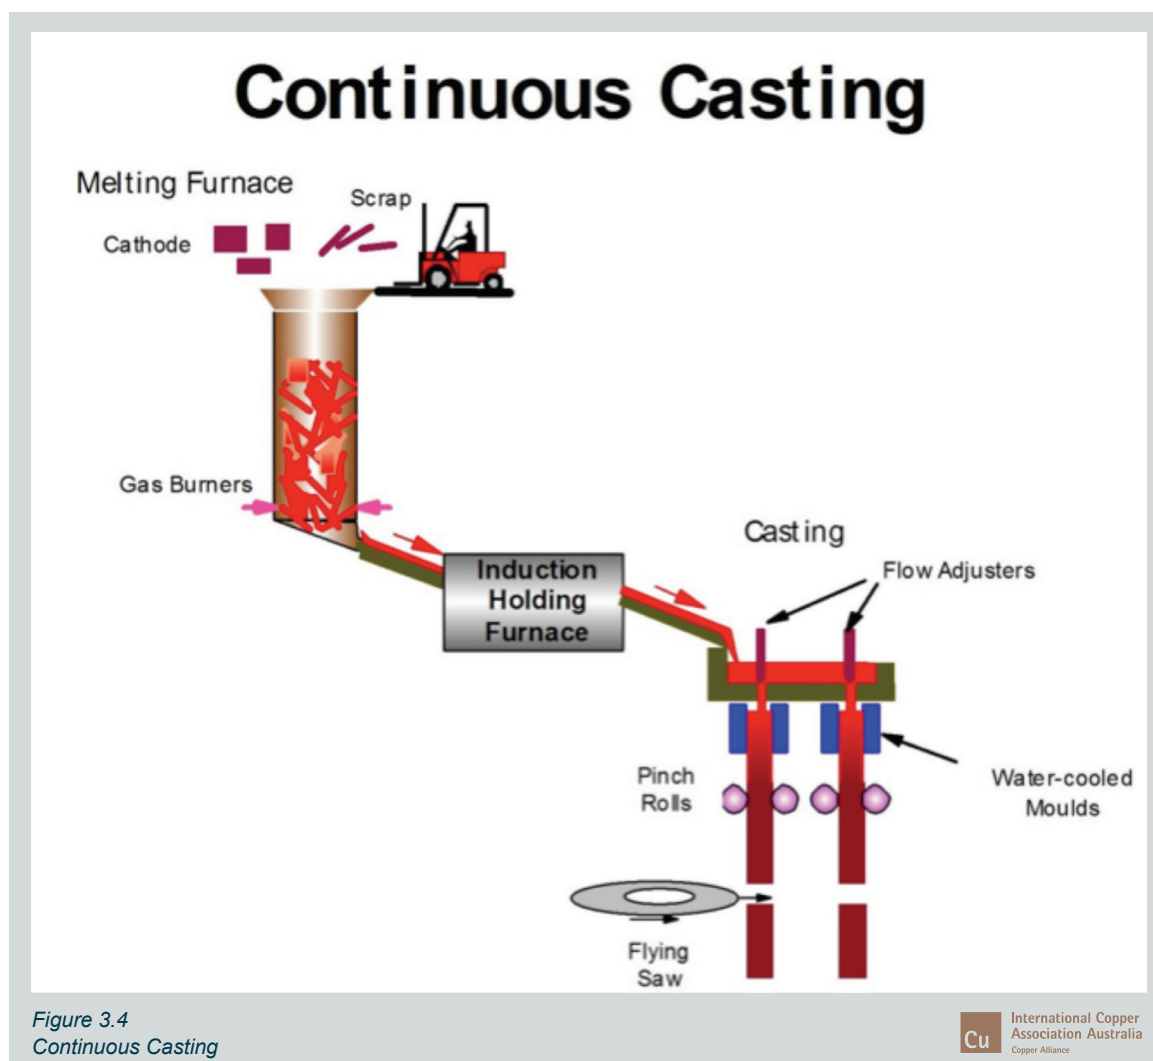 Continuous Casting
Melting Furnace
Scrap
Cathode
Gas Burners
Casting
Flow Adjusters
Induction
Holding
Furnace
Pinch
Rolls
Water-cooled
Moulds
Flying
Saw
Figure 3.4
Continuous Casting
Cu
International Copper
Association Australia
Copper Alliance